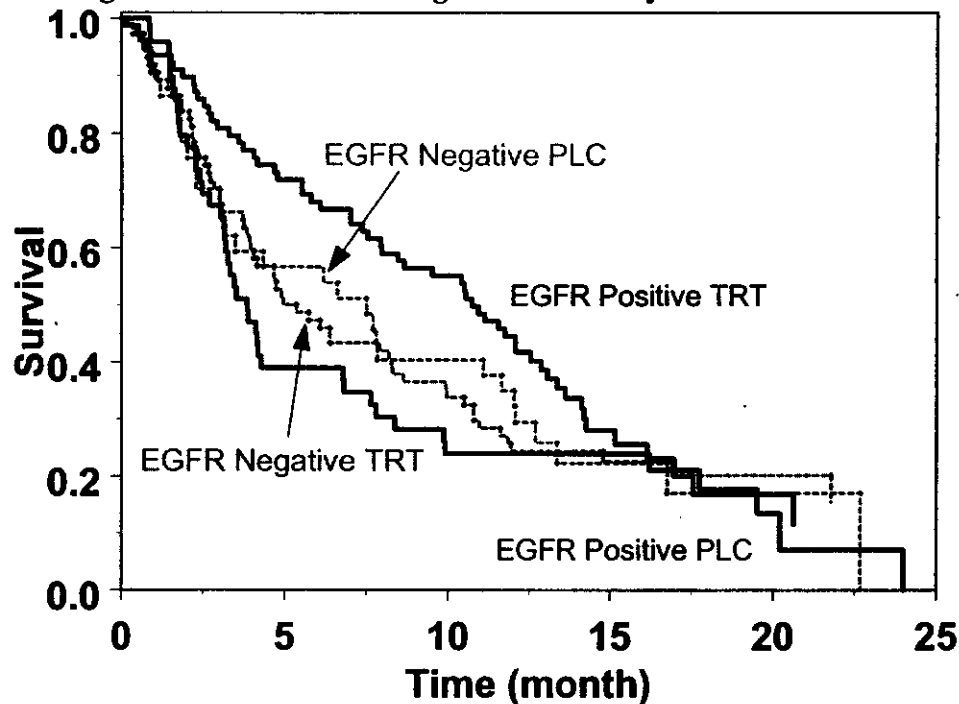 1.0
0.8
0.6
0.4
0.2
0.0
Survival
EGFR Negative PLC
EGFR Positive TRT
EGFR Negative TRT
EGFR Positive PLC
0 5 10 15 20 25
Time (month)